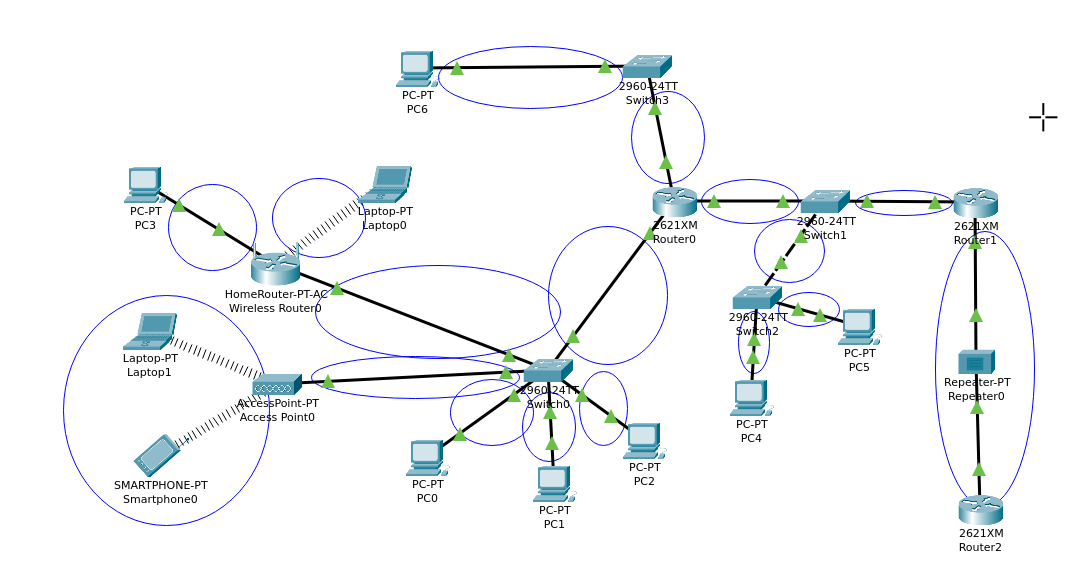 PC-PT
PC6
2960-24TT
Switch3
PC-PT
PC3
Laptop-PT
Laptop0
2621XM
Router0
2960-24TT
Switch1
2621XM
Router1
HomeRouter-PT-AC
Wireless Router0
2960-24TT
Switch2
Laptop-PT
Laptop1
PC-PT
PC5
AccessPoint-PT
Access Point0
2960-24TT
Switch0
Repeater-PT
Repeater0
PC-PT
PC4
SMARTPHONE-PT
Smartphone0
PC-PT
PC0
PC-PT
PC1
PC-PT
PC2
2621XM
Router2